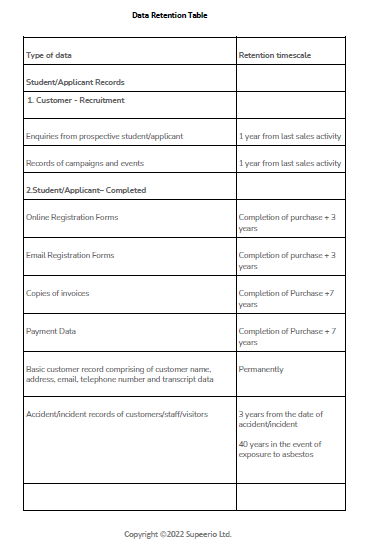 Data Retention Table
Type of data
Retention timescale
Student/Applicant Records
1. Customer - Recruitment
Enquiries from prospective student/applicant
1 year from last sales activity
Records of campaigns and events
1 year from last sales activity
2.Student/Applicant– Completed
Online Registration Forms
Completion of purchase + 3
years
Email Registration Forms
Completion of purchase + 3
years
Copies of invoices
Completion of Purchase +7
years
Payment Data
Completion of Purchase + 7
years
Basic customer record comprising of customer name,
address, email, telephone number and transcript data
Permanently
Accident/incident records of customers/staff/visitors
3 years from the date of
accident/incident
40 years in the event of
exposure to asbestos
Copyright ©2022 Supeerio Ltd.